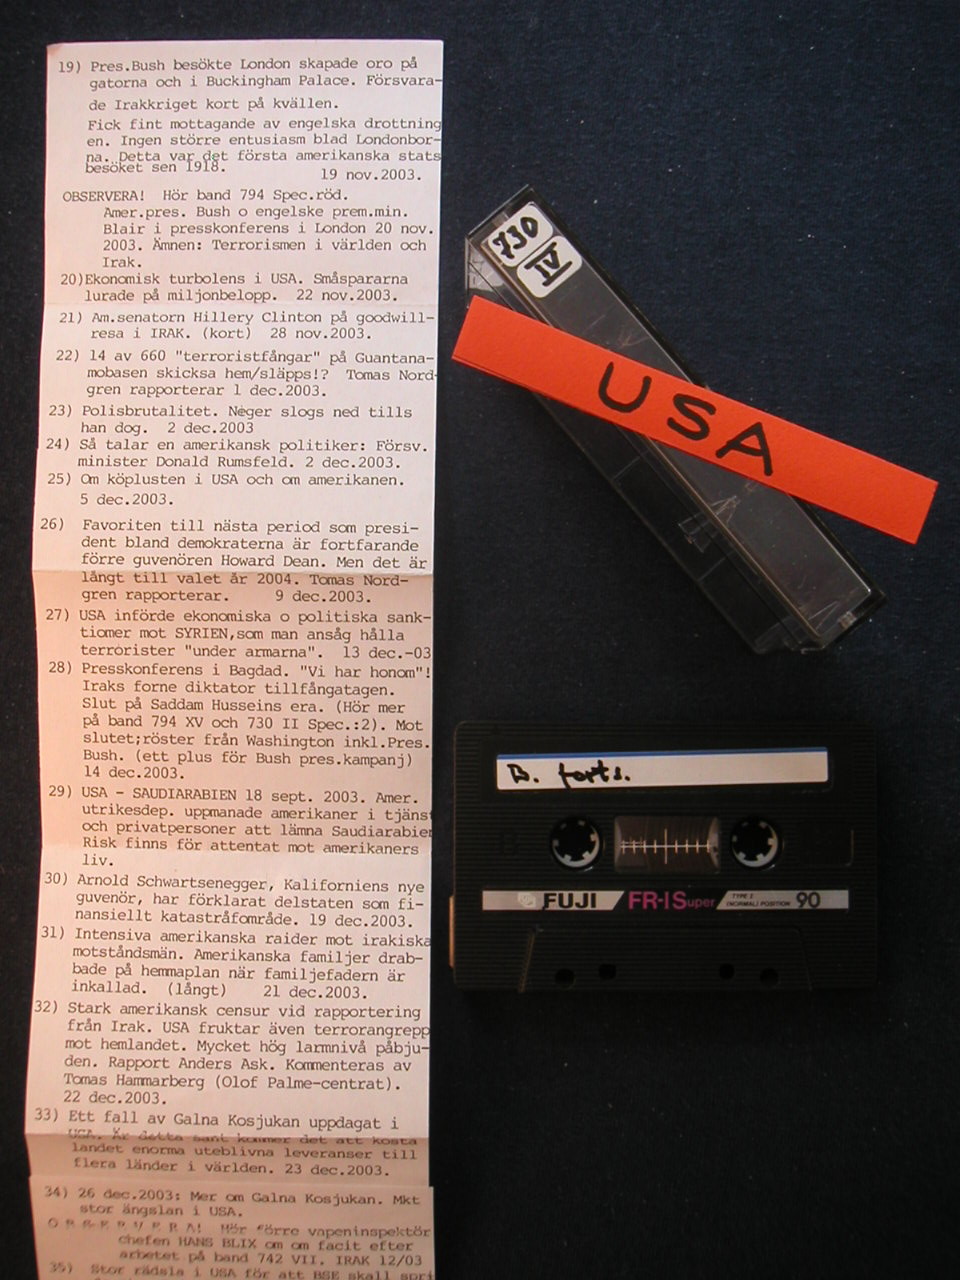 19) Pres.Bush besökte London skapade oro på
gatorna och i Buckingham Palace. Försvara-
de Irakkriget kort på kvällen.
Fick fint mottagande av engelska drottning
en. Ingen större entusiasm blad Londonbor-
na. Detta var det första amerikanska stats
besöket sen 1918. 19 nov.2003.
OBSERVERA! Hör band 794 Spec.röd.
Amer.pres. Bush o engelske prem.min.
Blair i presskonferens i London 20 nov.
2003. Ämnen: Terrorismen i världen och
Irak.
20)Ekonomisk turbolens i USA. Småspararna
lurade på miljonbelopp. 22 nov.2003.
21) Am.senatorn Hillery Clinton på goodwill-
resa i IRAK. (kort) 28 nov.2003.
22) 14 av 660 "terroristfångar" på Guantana-
mobasen skicksa hem/släpps!? Tomas Nord-
gren rapporterar 1 dec.2003.
23) Polisbrutalitet. Neger slogs ned tills
han dog. 2 dec.2003
24) Så talar en amerikansk politiker: Försv.
minister Donald Rumsfeld. 2 dec.2003.
25) Om köplusten i USA och om amerikanen.
5 dec.2003.
26) Favoriten till nästa period som presi-
dent bland demokraterna är fortfarande
förre guvenören Howard Dean. Men det är
långt till valet år 2004. Tomas Nord-
gren rapporterar. 9 dec.2003.
27) USA införde ekonomiska o politiska sank-
tiomer mot SYRIEN,som man ansåg hålla
terrorister "under armarna". 13 dec.-03
28) Presskonferens i Bagdad. "Vi har honom"!
Iraks forne diktator tillfångatagen.
Slut på Saddam Husseins era. (Hör mer
på band 794 XV och 730 II Spec.:2). Mot
slutet;röster från Washington inkl.Pres.
Bush. (ett plus för Bush pres.kampanj)
14 dec.2003.
29) USA - SAUDIARABIEN 18 sept. 2003. Amer.
utrikesdep. uppmanade amerikaner i tjänst
och privatpersoner att lämna Saudiarabien
Risk finns för attentat mot amerikaners
liv.
30) Arnold Schwartsenegger, Kaliforniens nye
guvenör, har förklarat delstaten som fi-
nansiellt katastråfområde. 19 dec.2003.
31) Intensiva amerikanska raider mot irakiska
motståndsmän. Amerikanska familjer drab-
bade på hemmaplan när familjefadern är
inkallad. (långt) 21 dec.2003.
32) Stark amerikansk censur vid rapportering
från Irak. USA fruktar även terrorangrepp
mot hemlandet. Mycket hög larmnivå påbju-
den. Rapport Anders Ask. Kommenteras av
Tomas Hammarberg (Olof Palme-centrat).
22 dec.2003.
33) Ett fall av Galna Kosjukan uppdagat i
USA. Är detta sant kommer det att kosta
landet enorma uteblivna leveranser till
flera länder i världen. 23 dec.2003.
34) 26 dec.2003: Mer om Galna Kosjukan. Mkt
stor ängslan i USA.
O B S E R V E R A! Hör förre vapeninspektör
chefen HANS BLIX om om facit efter
arbetet på band 742 VII. IRAK 12/03
35) Stor rädsla i USA för att BSE skall spri
730
IV
USA
B. forts.
FUJI FR-I Super TYPE I (NORMAL) POSITION 90